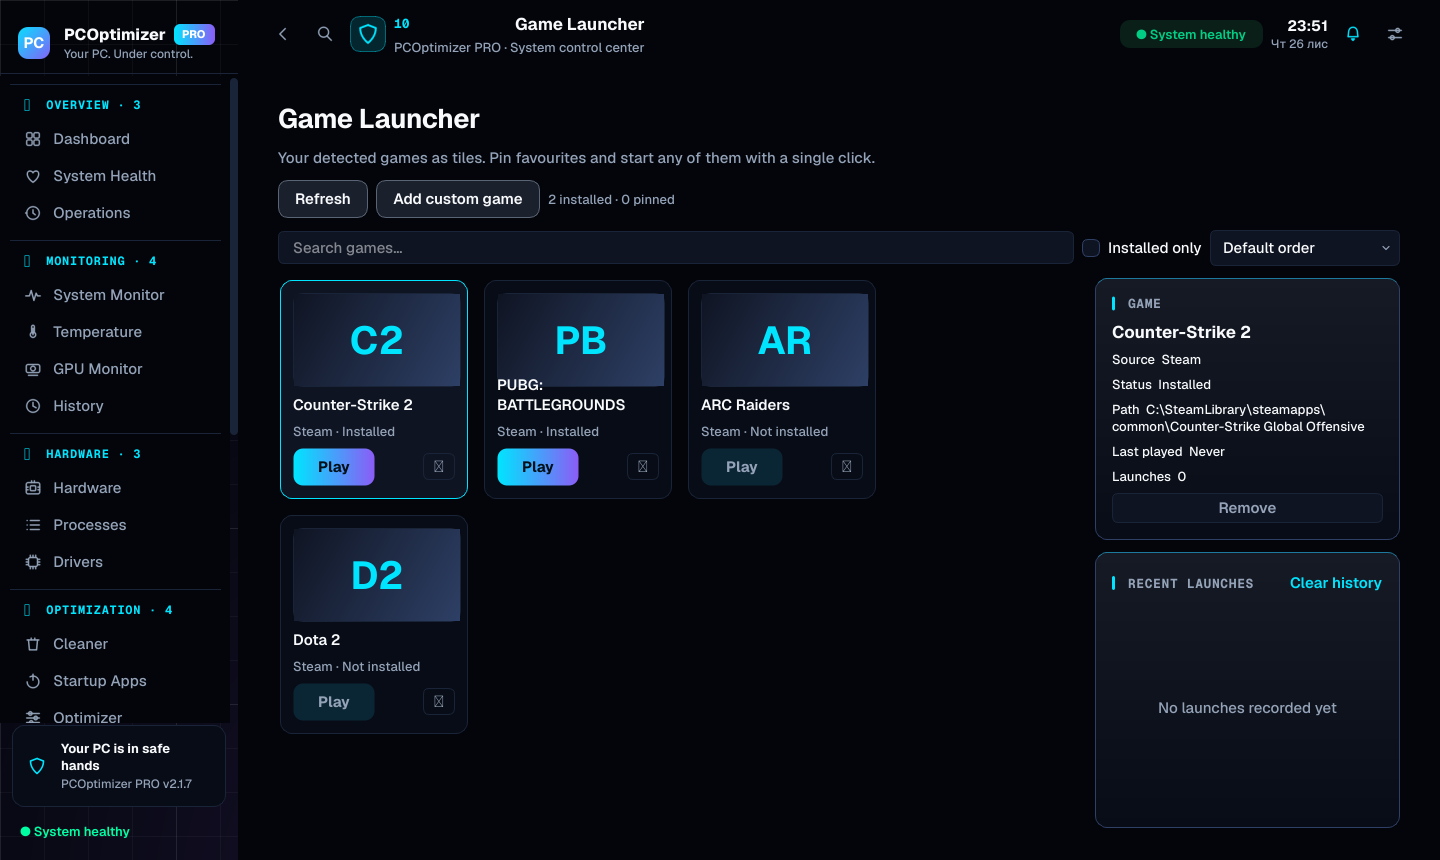 PC
PCOptimizer PRO
Your PC. Under control.
OVERVIEW · 3
Dashboard
System Health
Operations
MONITORING · 4
System Monitor
Temperature
GPU Monitor
History
HARDWARE · 3
Hardware
Processes
Drivers
OPTIMIZATION · 4
Cleaner
Startup Apps
Optimizer
Your PC is in safe
hands
PCOptimizer PRO v2.1.7
System healthy
10
Game Launcher
PCOptimizer PRO · System control center
System healthy
23:51
Чт 26 лис
Game Launcher
Your detected games as tiles. Pin favourites and start any of them with a single click.
Refresh
Add custom game
2 installed · 0 pinned
Search games...
Installed only
Default order
C2
Counter-Strike 2
Steam · Installed
Play
PB
PUBG:
BATTLEGROUNDS
Steam · Installed
Play
AR
ARC Raiders
Steam · Not installed
Play
D2
Dota 2
Steam · Not installed
Play
GAME
Counter-Strike 2
Source Steam
Status Installed
Path C:\SteamLibrary\steamapps\
common\Counter-Strike Global Offensive
Last played Never
Launches 0
Remove
RECENT LAUNCHES
Clear history
No launches recorded yet